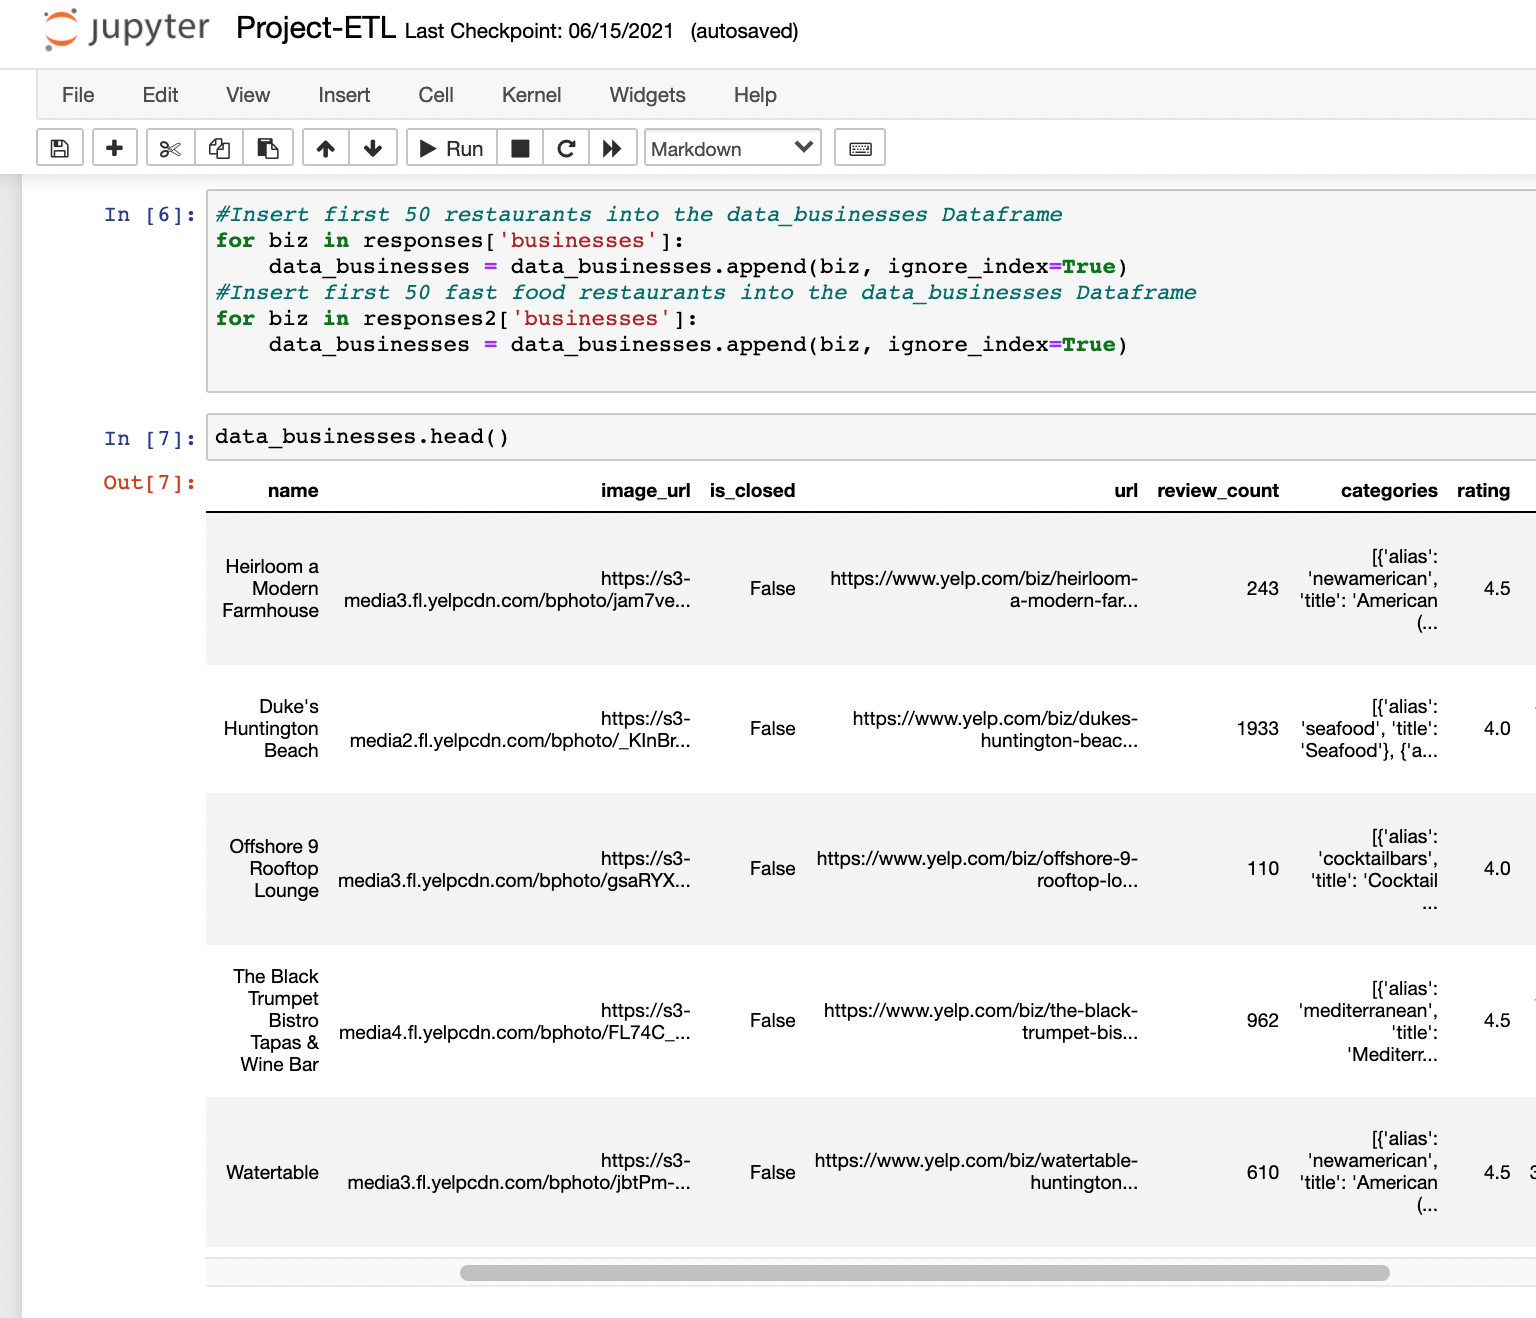 jupyter Project-ETL Last Checkpoint: 06/15/2021 (autosaved)
File Edit View Insert Cell Kernel Widgets Help
Run Markdown
In [6]:
#Insert first 50 restaurants into the data_businesses Dataframe
for biz in responses['businesses']:
    data_businesses = data_businesses.append(biz, ignore_index=True)
#Insert first 50 fast food restaurants into the data_businesses Dataframe
for biz in responses2['businesses']:
    data_businesses = data_businesses.append(biz, ignore_index=True)
In [7]:
data_businesses.head()
Out[7]:
name image_url is_closed url review_count categories rating
Heirloom a
Modern
Farmhouse
https://s3-
media3.fl.yelpcdn.com/bphoto/jam7ve...
False
https://www.yelp.com/biz/heirloom-
a-modern-far...
243
[{'alias':
'newamerican',
'title': 'American
(...
4.5
Duke's
Huntington
Beach
https://s3-
media2.fl.yelpcdn.com/bphoto/_KlnBr...
False
https://www.yelp.com/biz/dukes-
huntington-beac...
1933
[{'alias':
'seafood', 'title':
'Seafood'}, {'a...
4.0
Offshore 9
Rooftop
Lounge
https://s3-
media3.fl.yelpcdn.com/bphoto/gsaRYX...
False
https://www.yelp.com/biz/offshore-9-
rooftop-lo...
110
[{'alias':
'cocktailbars',
'title': 'Cocktail
...
4.0
The Black
Trumpet
Bistro
Tapas &
Wine Bar
https://s3-
media4.fl.yelpcdn.com/bphoto/FL74C_...
False
https://www.yelp.com/biz/the-black-
trumpet-bis...
962
[{'alias':
'mediterranean',
'title':
'Mediterr...
4.5
Watertable
https://s3-
media3.fl.yelpcdn.com/bphoto/jbtPm-...
False
https://www.yelp.com/biz/watertable-
huntington...
610
[{'alias':
'newamerican',
'title': 'American
(...
4.5